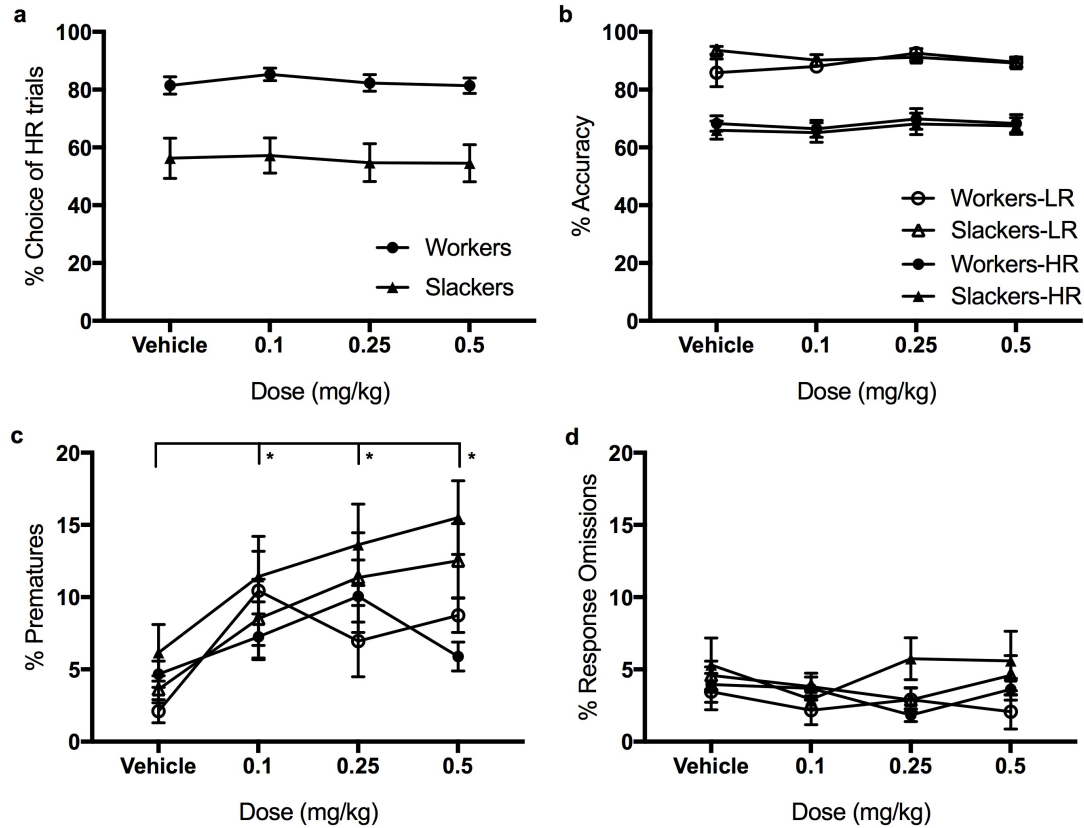 a
% Choice of HR trials
100
80
60
40
20
0
Workers
Slackers
Vehicle 0.1 0.25 0.5
Dose (mg/kg)
b
% Accuracy
100
80
60
40
20
0
Workers-LR
Slackers-LR
Workers-HR
Slackers-HR
Vehicle 0.1 0.25 0.5
Dose (mg/kg)
c
% Prematures
20
15
10
5
0
* * *
Vehicle 0.1 0.25 0.5
Dose (mg/kg)
d
% Response Omissions
20
15
10
5
0
Vehicle 0.1 0.25 0.5
Dose (mg/kg)